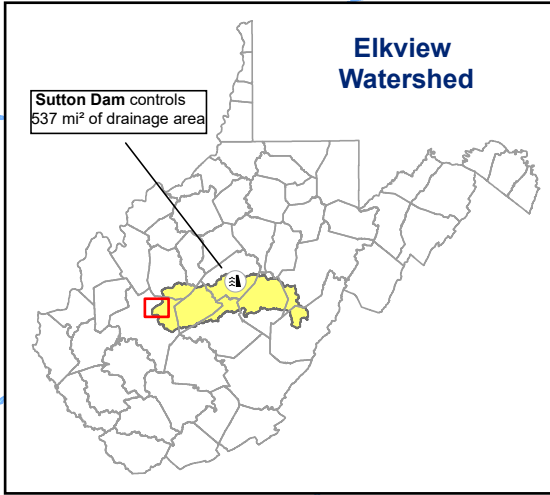 Elkview
Watershed
Sutton Dam controls
537 mi² of drainage area